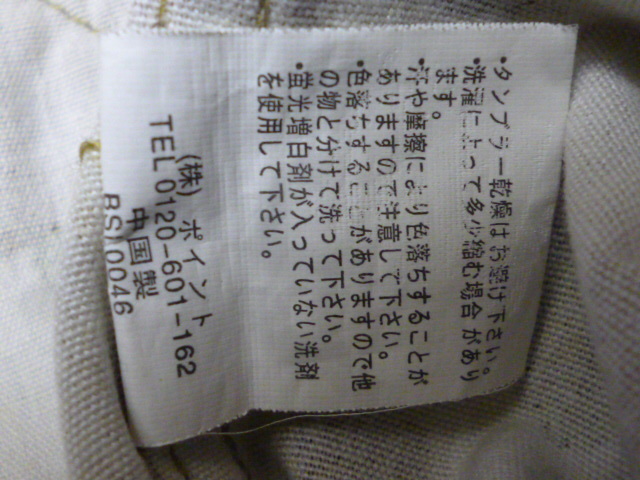 ・タンブラー乾燥はお避け下さい。
・洗濯によって多少縮む場合があり
ます。
・汗や摩擦により色落ちすることが
ありますので注意して下さい。
・色落ちすることがありますので他
の物と分けて洗って下さい。
・蛍光増白剤が入っていない洗剤
を使用して下さい。
(株) ポイント
TEL 0120-601-162
中国製